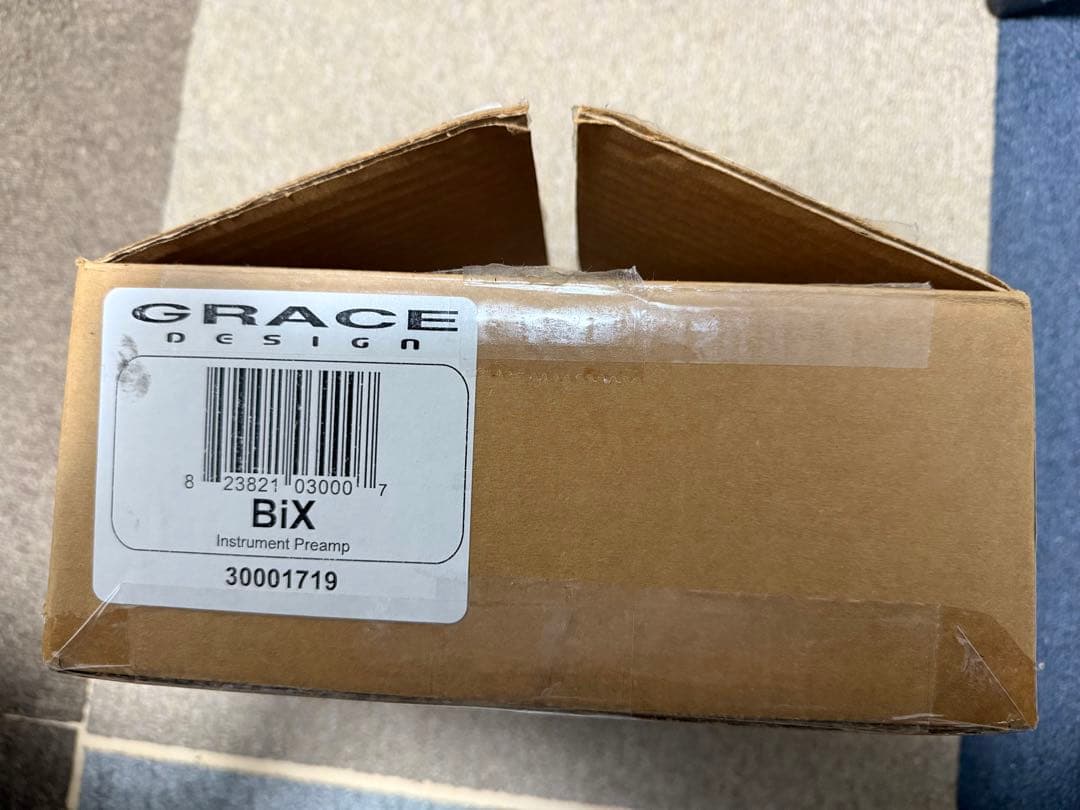 GRACE
DESIGN
8 23821 03000 7
BiX
Instrument Preamp
30001719